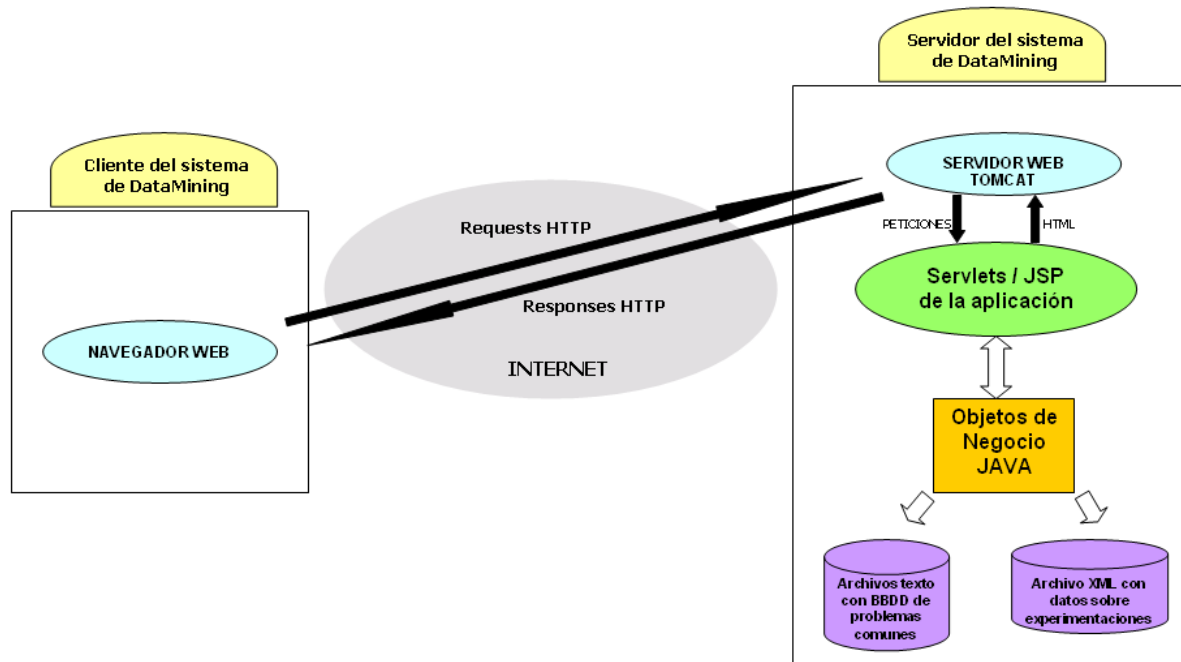 Cliente del sistema
de DataMining
NAVEGADOR WEB
Requests HTTP
Responses HTTP
INTERNET
Servidor del sistema
de DataMining
SERVIDOR WEB
TOMCAT
PETICIONES
HTML
Servlets / JSP
de la aplicación
Objetos de
Negocio
JAVA
Archivos texto
con BBDD de
problemas
comunes
Archivo XML con
datos sobre
experimentaciones